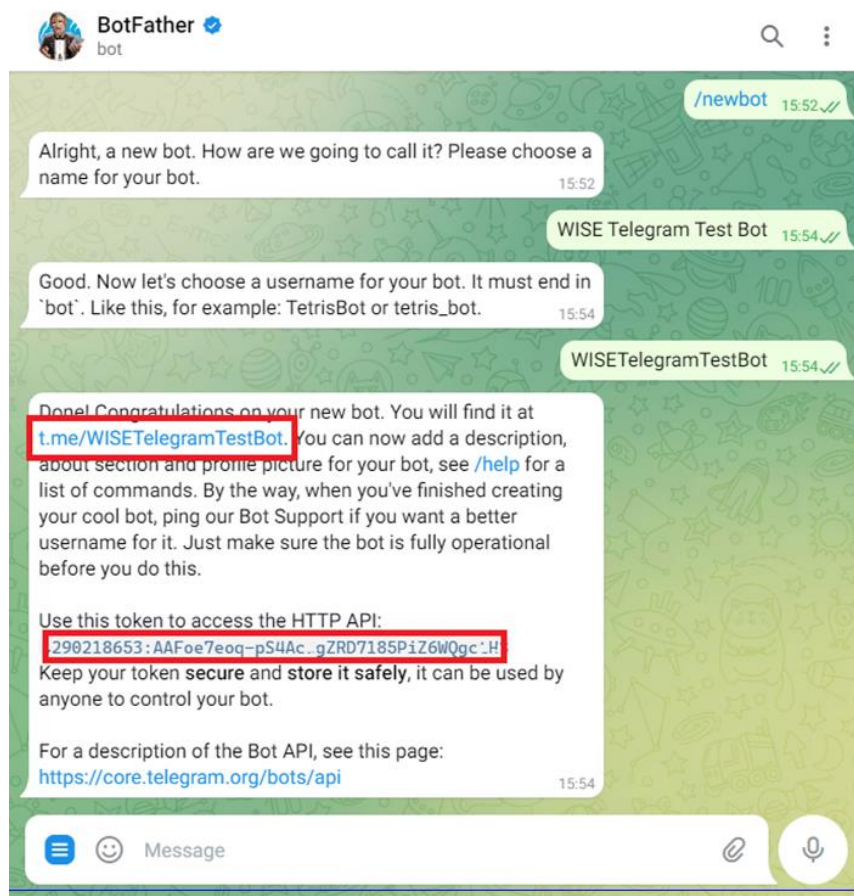 BotFather
bot
/newbot 15:52
Alright, a new bot. How are we going to call it? Please choose a
name for your bot. 15:52
WISE Telegram Test Bot 15:54
Good. Now let's choose a username for your bot. It must end in
`bot`. Like this, for example: TetrisBot or tetris_bot. 15:54
WISETelegramTestBot 15:54
Done! Congratulations on your new bot. You will find it at
t.me/WISETelegramTestBot. You can now add a description,
about section and profile picture for your bot, see /help for a
list of commands. By the way, when you've finished creating
your cool bot, ping our Bot Support if you want a better
username for it. Just make sure the bot is fully operational
before you do this.
Use this token to access the HTTP API:
Keep your token secure and store it safely, it can be used by
anyone to control your bot.
For a description of the Bot API, see this page:
https://core.telegram.org/bots/api 15:54
Message